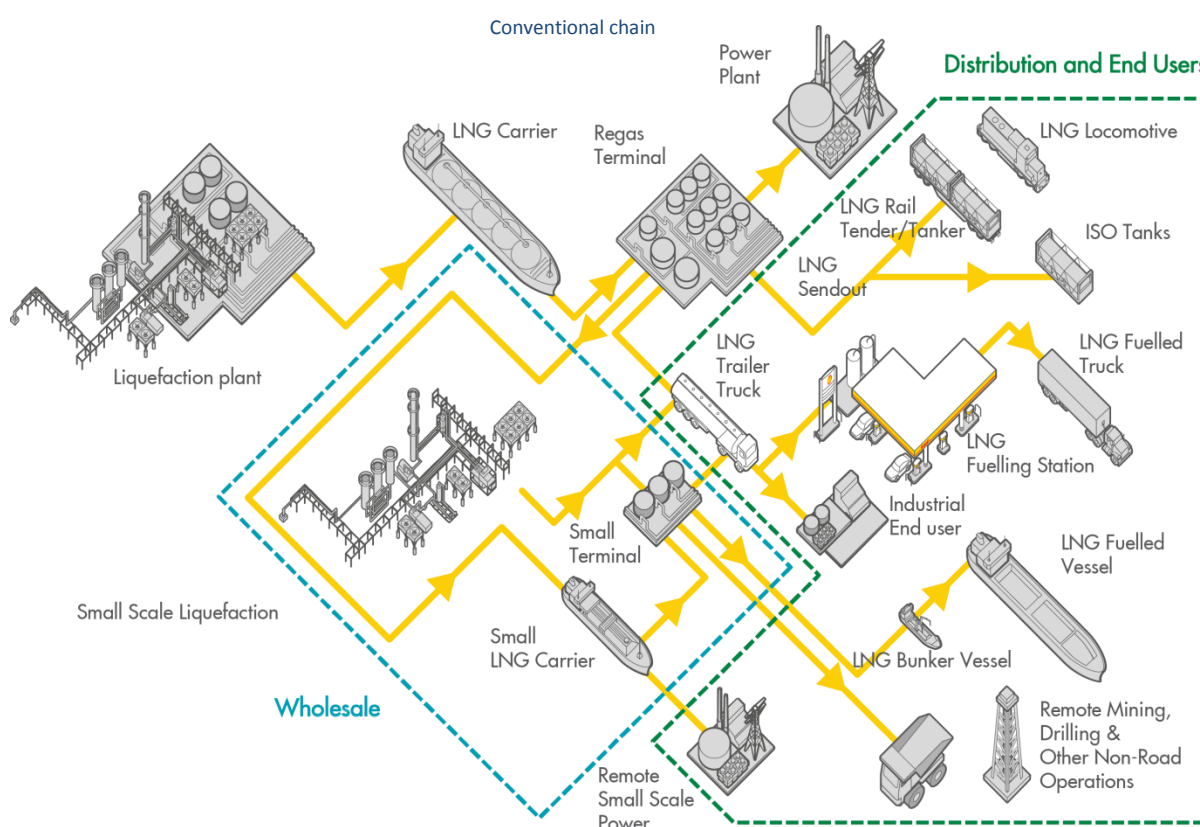 Conventional chain
Power
Plant
Distribution and End Users
LNG Carrier
Regas
Terminal
LNG Locomotive
LNG Rail
Tender/Tanker
ISO Tanks
LNG
Sendout
Liquefaction plant
LNG
Trailer
Truck
LNG Fuelled
Truck
LNG
Fuelling Station
Industrial
End user
Small
Terminal
LNG Fuelled
Vessel
Small Scale Liquefaction
Small
LNG Carrier
LNG Bunker Vessel
Wholesale
Remote Mining,
Drilling &
Other Non-Road
Operations
Remote
Small Scale
Power